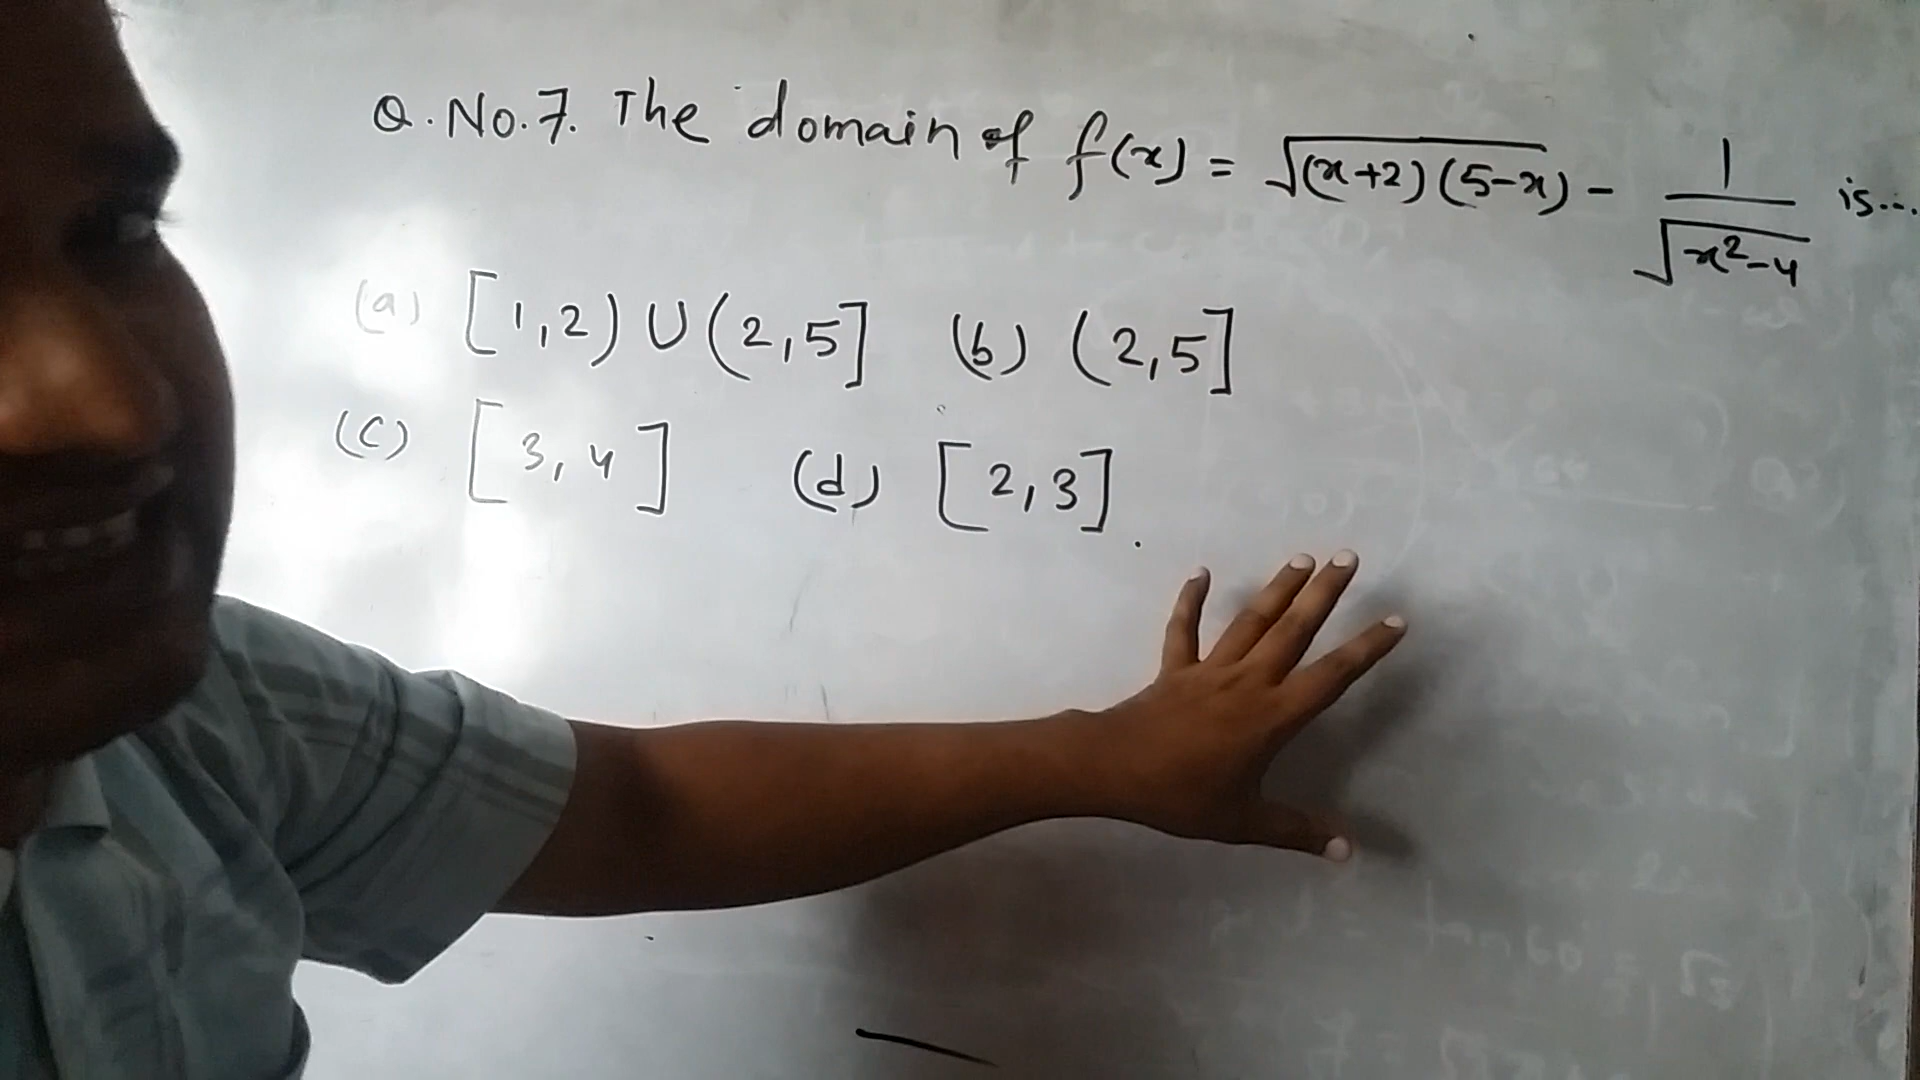 Q. No. 7. The domain of f(x) = √(x+2)(5-x) - 1/√x²-4 is...
(a) [1,2) U (2,5] (b) (2,5]
(c) [3,4] (d) [2,3].